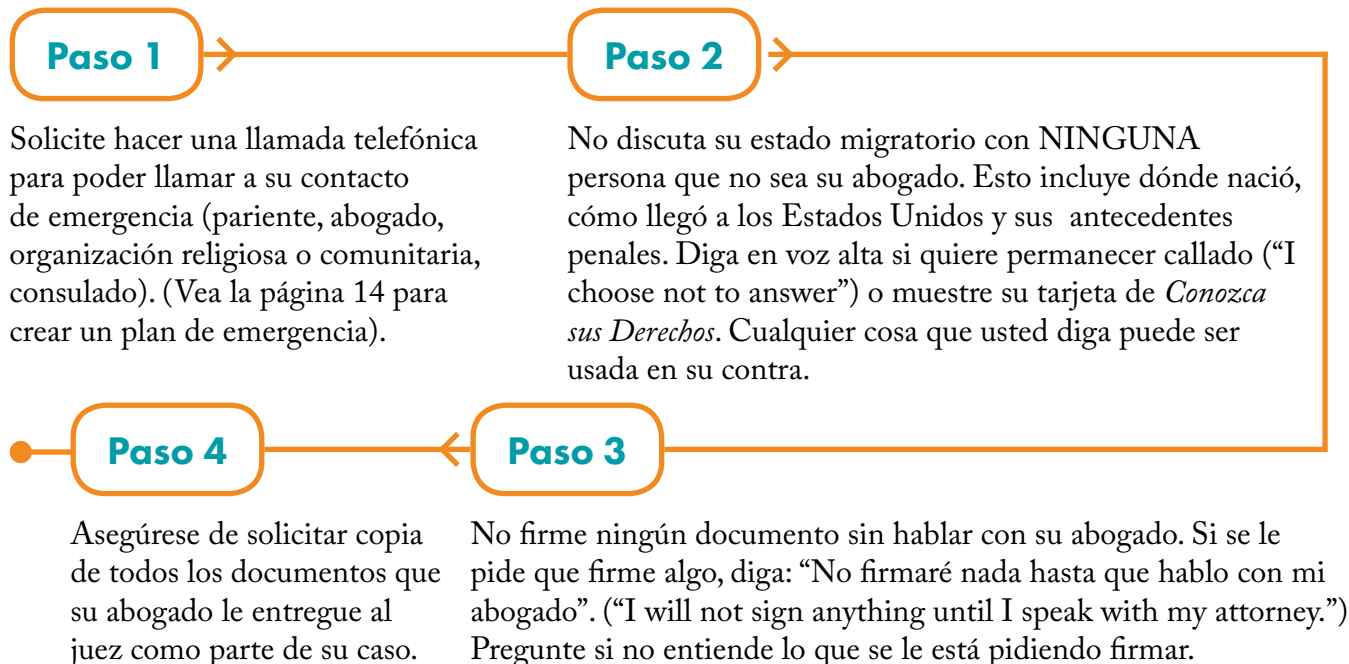 Paso 1
Solicite hacer una llamada telefónica
para poder llamar a su contacto
de emergencia (pariente, abogado,
organización religiosa o comunitaria,
consulado). (Vea la página 14 para
crear un plan de emergencia).
Paso 2
No discuta su estado migratorio con NINGUNA
persona que no sea su abogado. Esto incluye dónde nació,
cómo llegó a los Estados Unidos y sus antecedentes
penales. Diga en voz alta si quiere permanecer callado (“I
choose not to answer”) o muestre su tarjeta de Conozca
sus Derechos. Cualquier cosa que usted diga puede ser
usada en su contra.
Paso 3
No firme ningún documento sin hablar con su abogado. Si se le
pide que firme algo, diga: “No firmaré nada hasta que hablo con mi
abogado”. (“I will not sign anything until I speak with my attorney.”)
Pregunte si no entiende lo que se le está pidiendo firmar.
Paso 4
Asegúrese de solicitar copia
de todos los documentos que
su abogado le entregue al
juez como parte de su caso.